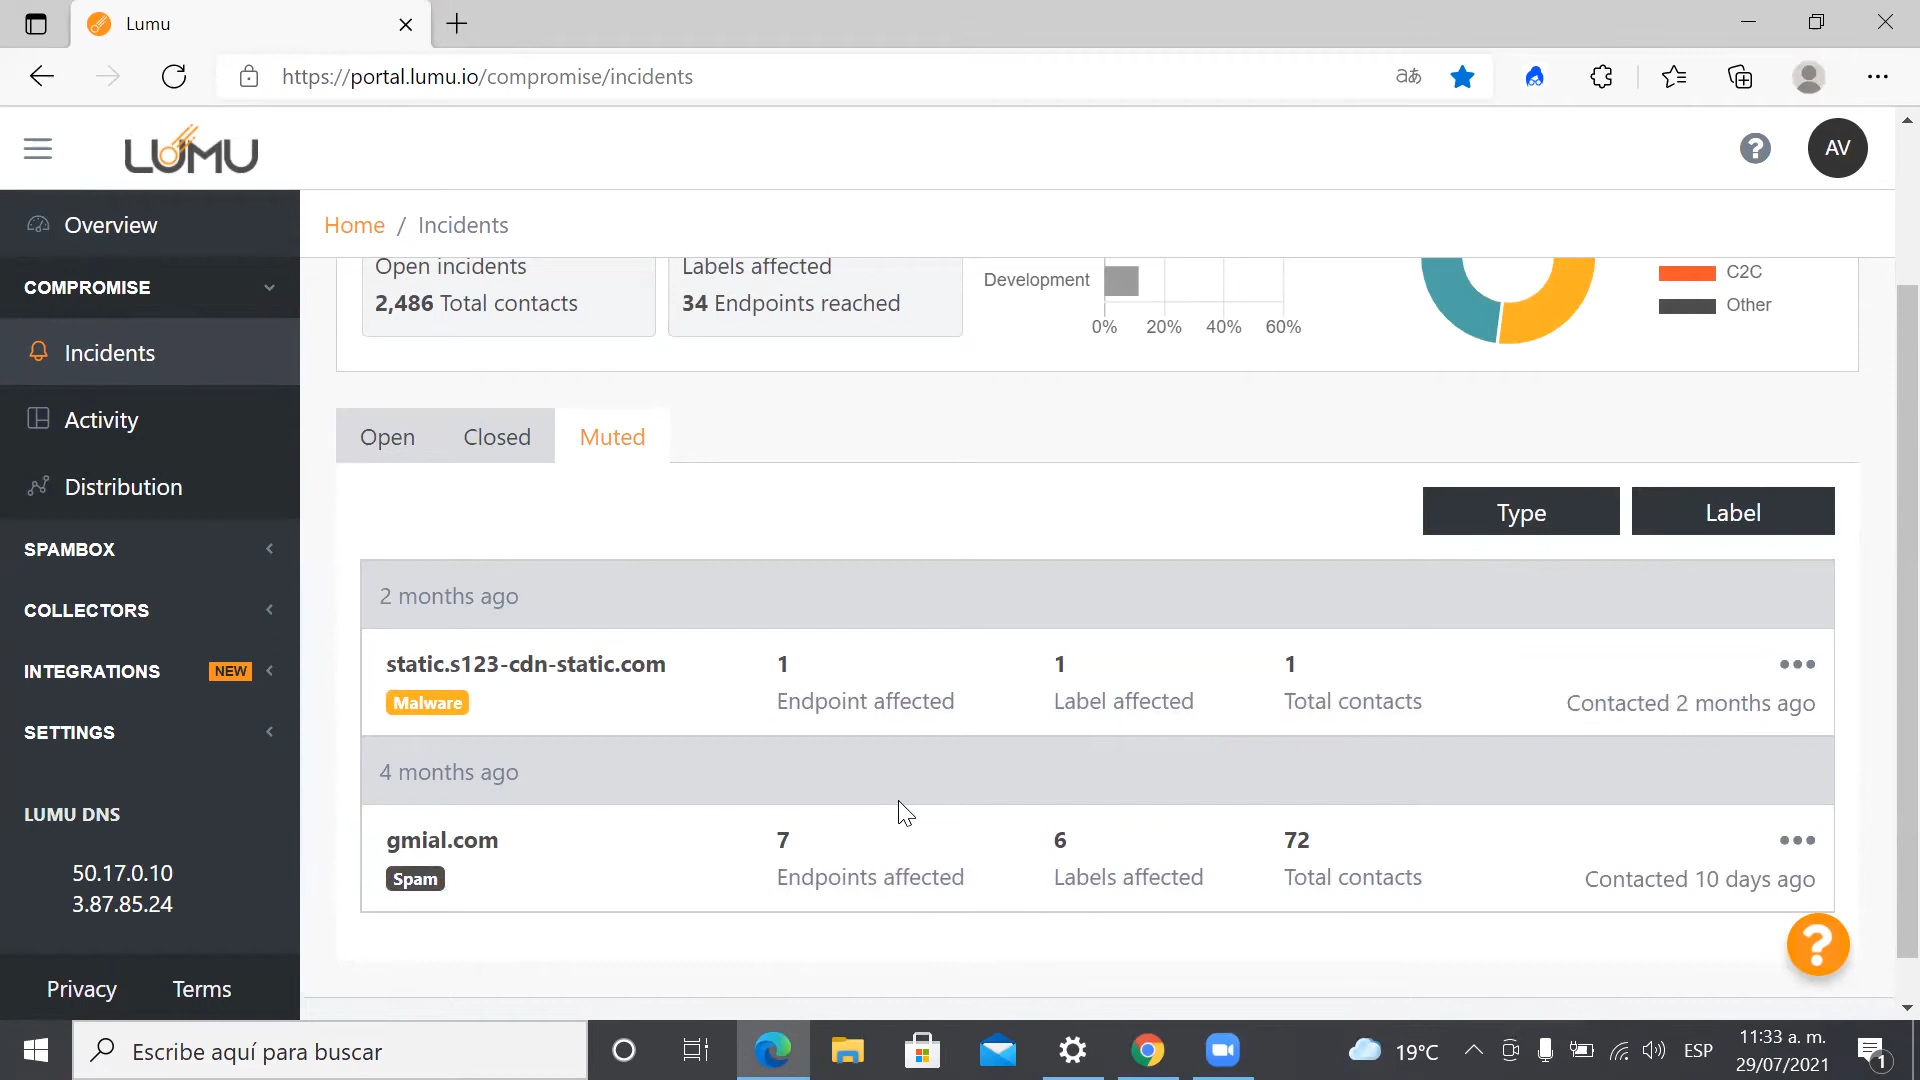 Lumu
https://portal.lumu.io/compromise/incidents
LUMU
AV
Overview
COMPROMISE
Incidents
Activity
Distribution
SPAMBOX
COLLECTORS
INTEGRATIONS NEW
SETTINGS
LUMU DNS
50.17.0.10
3.87.85.24
Privacy Terms
Home / Incidents
Open incidents
2,486 Total contacts
Labels affected
34 Endpoints reached
Development
0% 20% 40% 60%
C2C
Other
Open Closed Muted
Type Label
2 months ago
static.s123-cdn-static.com 1 1 1
Malware Endpoint affected Label affected Total contacts Contacted 2 months ago
4 months ago
gmial.com 7 6 72
Spam Endpoints affected Labels affected Total contacts Contacted 10 days ago
Escribe aquí para buscar
19°C
ESP
11:33 a. m.
29/07/2021
1